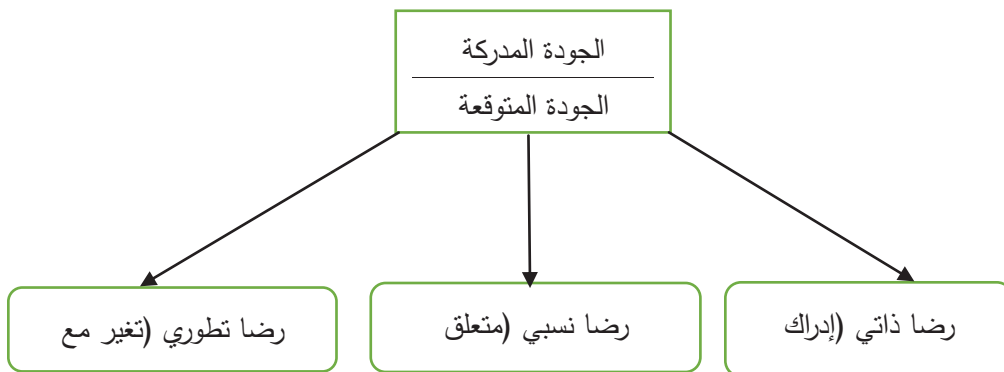 الجودة المدركة
الجودة المتوقعة
رضا ذاتي (إدراك
رضا نسبي (متعلق
رضا تطوري (تغير مع